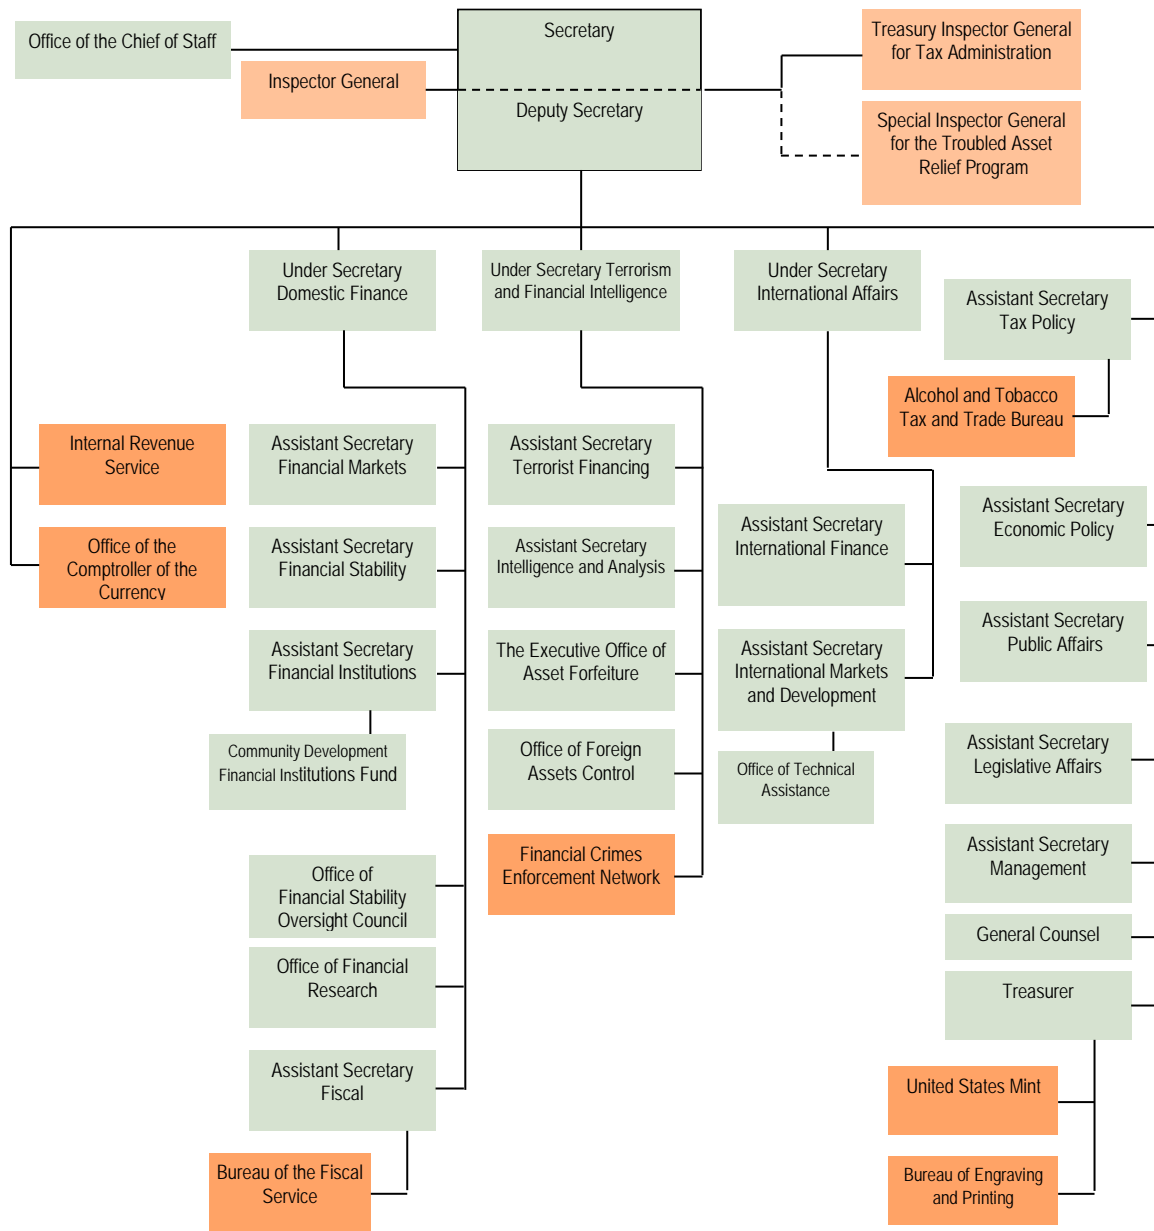 Office of the Chief of Staff
Secretary
Treasury Inspector General
for Tax Administration
Inspector General
Deputy Secretary
Special Inspector General
for the Troubled Asset
Relief Program
Under Secretary
Domestic Finance
Under Secretary Terrorism
and Financial Intelligence
Under Secretary
International Affairs
Assistant Secretary
Tax Policy
Alcohol and Tobacco
Tax and Trade Bureau
Internal Revenue
Service
Office of the
Comptroller of the
Currency
Assistant Secretary
Financial Markets
Assistant Secretary
Financial Stability
Assistant Secretary
Financial Institutions
Community Development
Financial Institutions Fund
Office of
Financial Stability
Oversight Council
Office of Financial
Research
Assistant Secretary
Fiscal
Bureau of the Fiscal
Service
Assistant Secretary
Terrorist Financing
Assistant Secretary
Intelligence and Analysis
The Executive Office of
Asset Forfeiture
Office of Foreign
Assets Control
Financial Crimes
Enforcement Network
Assistant Secretary
International Finance
Assistant Secretary
International Markets
and Development
Office of Technical
Assistance
Assistant Secretary
Economic Policy
Assistant Secretary
Public Affairs
Assistant Secretary
Legislative Affairs
Assistant Secretary
Management
General Counsel
Treasurer
United States Mint
Bureau of Engraving
and Printing